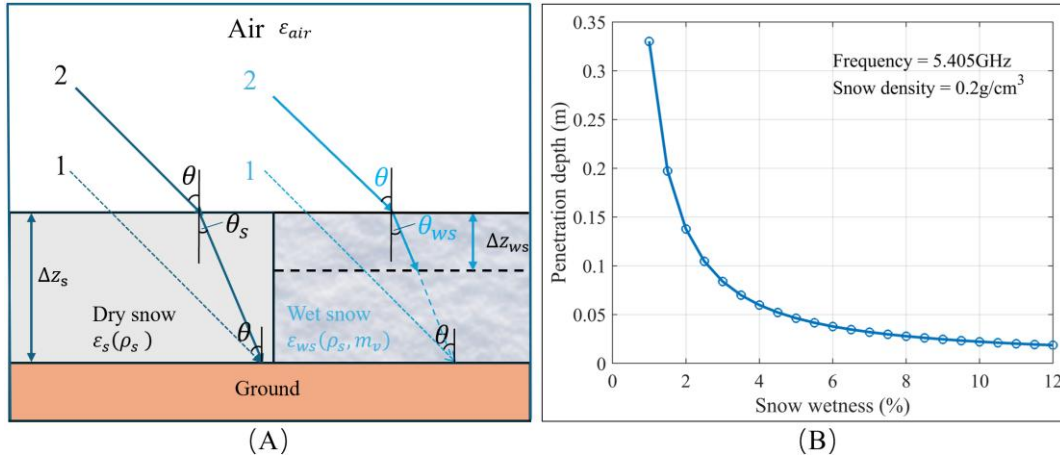 Air ε_air
2
2
1
1
θ
θ
θ_s
θ_ws
Δz_s
Δz_ws
Dry snow
ε_s(ρ_s)
θ
Wet snow
ε_ws(ρ_s, m_v)
θ
Ground
(A)
Frequency = 5.405GHz
Snow density = 0.2g/cm³
Penetration depth (m)
0.35
0.3
0.25
0.2
0.15
0.1
0.05
0
0 2 4 6 8 10 12
Snow wetness (%)
(B)